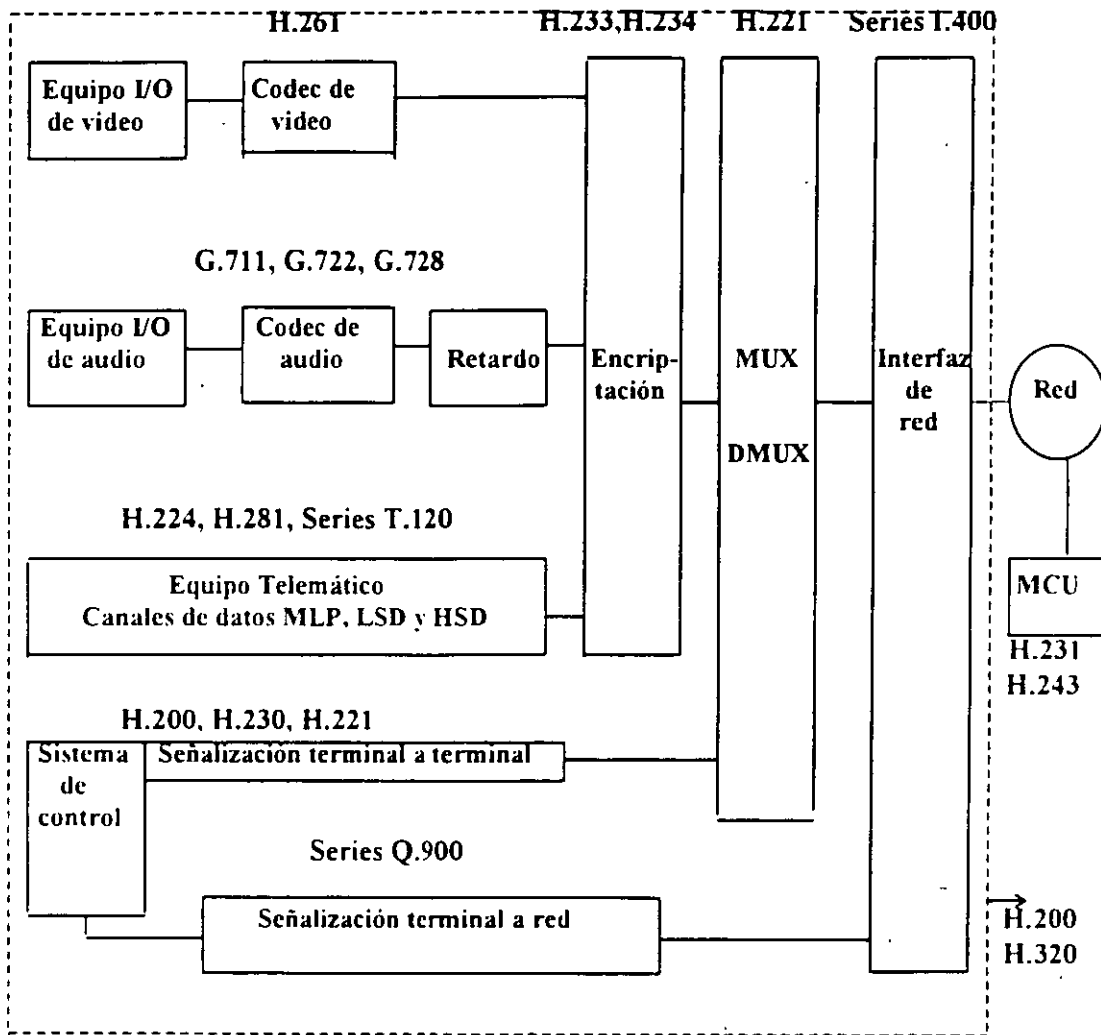 H.261
H.233,H.234
H.221
Series I.400
Equipo I/O
de video
Codec de
video
G.711, G.722, G.728
Equipo I/O
de audio
Codec de
audio
Retardo
Encrip-
tación
MUX
DMUX
Interfaz
de
red
Red
H.224, H.281, Series T.120
Equipo Telemático
Canales de datos MLP, LSD y HSD
MCU
H.231
H.243
H.200, H.230, H.221
Sistema
de
control
Señalización terminal a terminal
Series Q.900
Señalización terminal a red
H.200
H.320